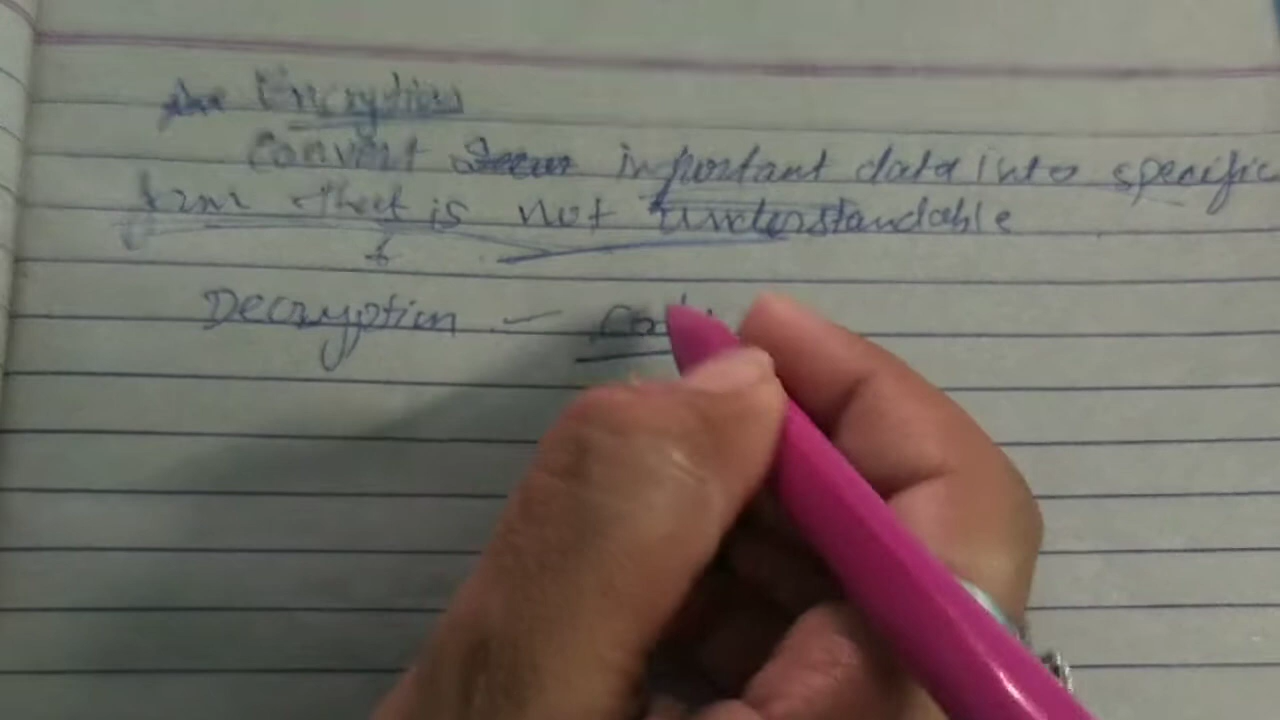 Encryption
Convert important data into specific
form that is not understandable
Decryption -